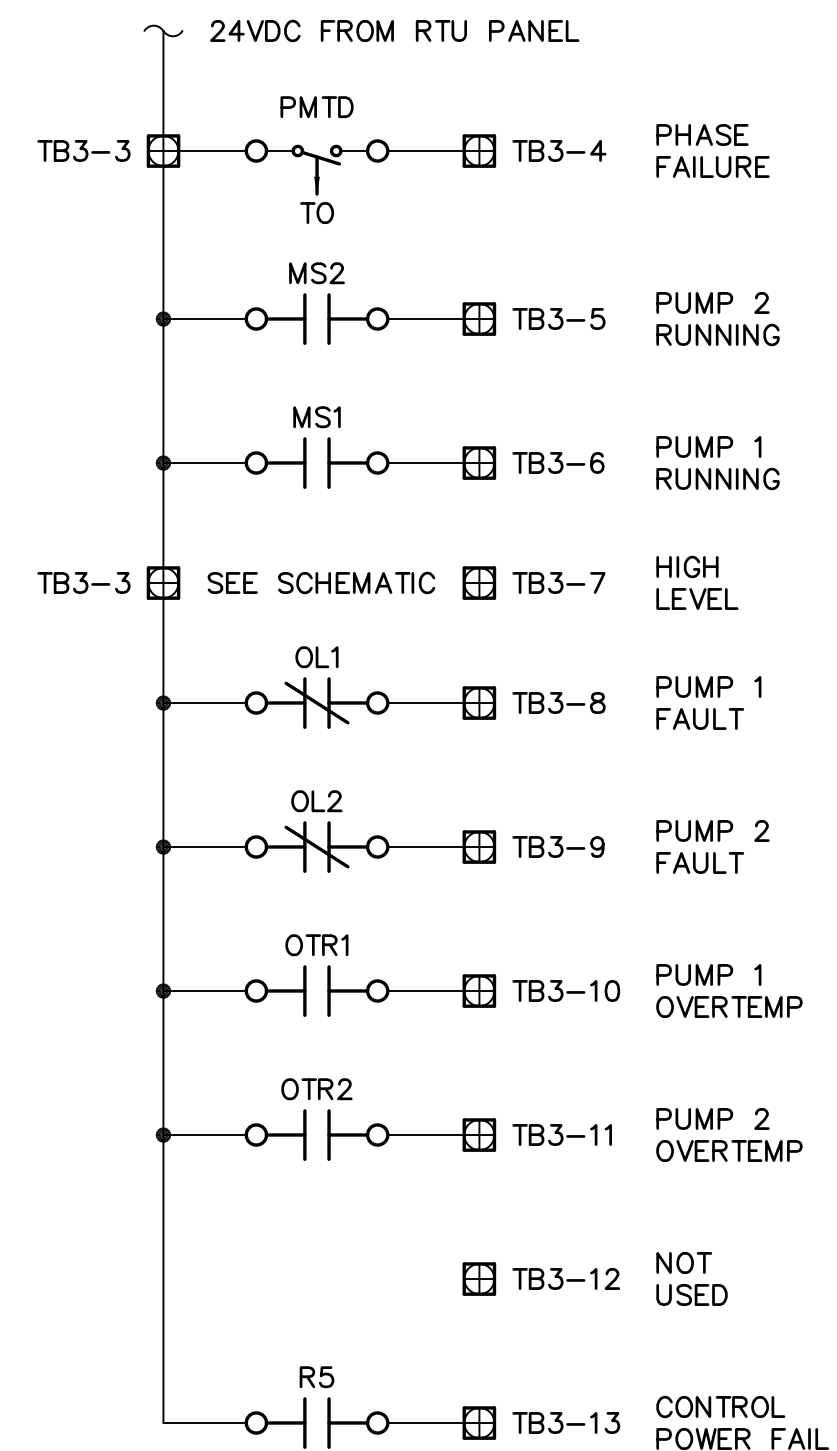 24VDC FROM RTU PANEL
PMTD
TB3-3
TB3-4
PHASE
FAILURE
TO
MS2
TB3-5
PUMP 2
RUNNING
MS1
TB3-6
PUMP 1
RUNNING
TB3-3
SEE SCHEMATIC
TB3-7
HIGH
LEVEL
OL1
TB3-8
PUMP 1
FAULT
OL2
TB3-9
PUMP 2
FAULT
OTR1
TB3-10
PUMP 1
OVERTEMP
OTR2
TB3-11
PUMP 2
OVERTEMP
TB3-12
NOT
USED
R5
TB3-13
CONTROL
POWER FAIL